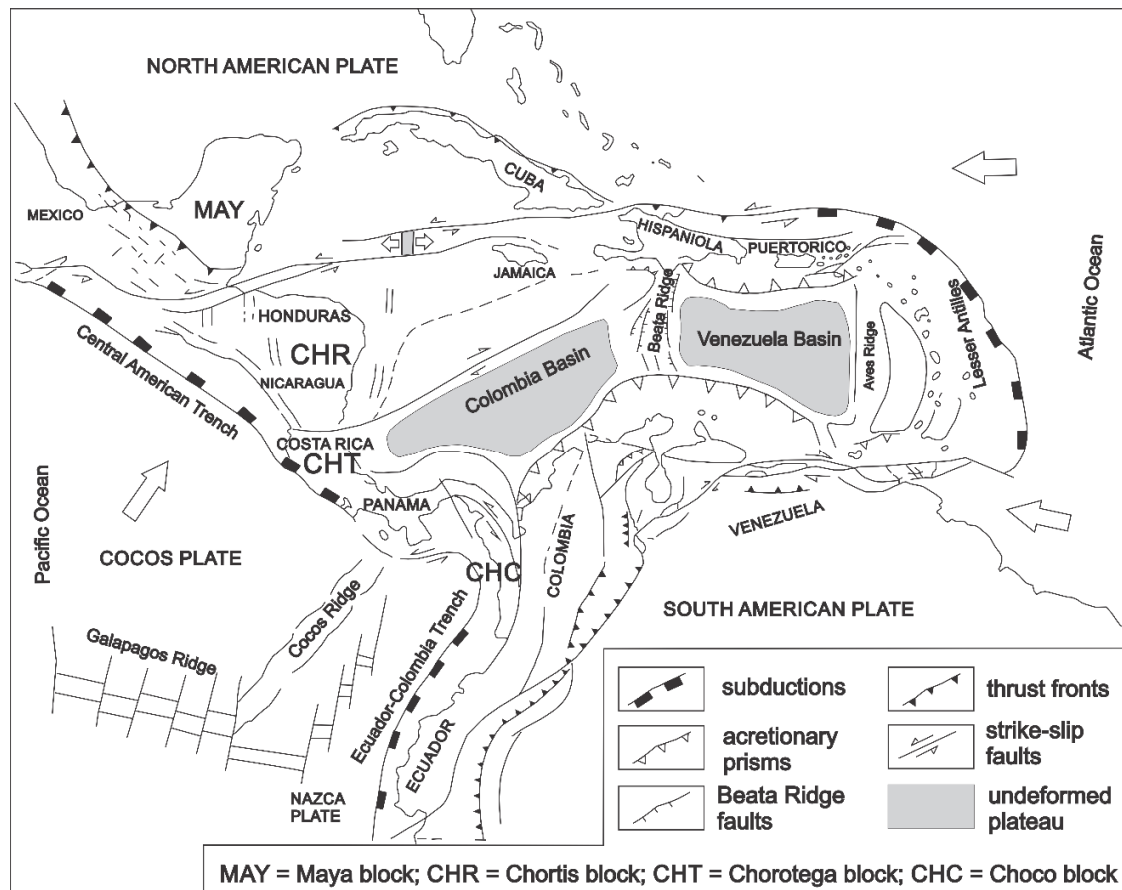 NORTH AMERICAN PLATE
CUBA
MEXICO
MAY
HISPANIOLA
PUERTORICO
JAMAICA
Atlantic Ocean
HONDURAS
Beata Ridge
Venezuela Basin
Aves Ridge
Lesser Antilles
CHR
NICARAGUA
Central American Trench
Colombia Basin
COSTA RICA
CHT
PANAMA
VENEZUELA
Pacific Ocean
COCOS PLATE
CHC
COLOMBIA
SOUTH AMERICAN PLATE
Cocos Ridge
Galapagos Ridge
Ecuador-Colombia Trench
ECUADOR
NAZCA
PLATE
subductions
thrust fronts
acretionary
prisms
strike-slip
faults
Beata Ridge
faults
undeformed
plateau
MAY = Maya block; CHR = Chortis block; CHT = Chorotega block; CHC = Choco block